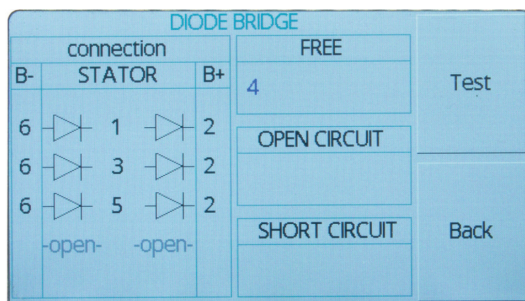 DIODE BRIDGE
connection
B- STATOR B+
6 1 2
6 3 2
6 5 2
-open- -open-
FREE
4
OPEN CIRCUIT
SHORT CIRCUIT
Test
Back